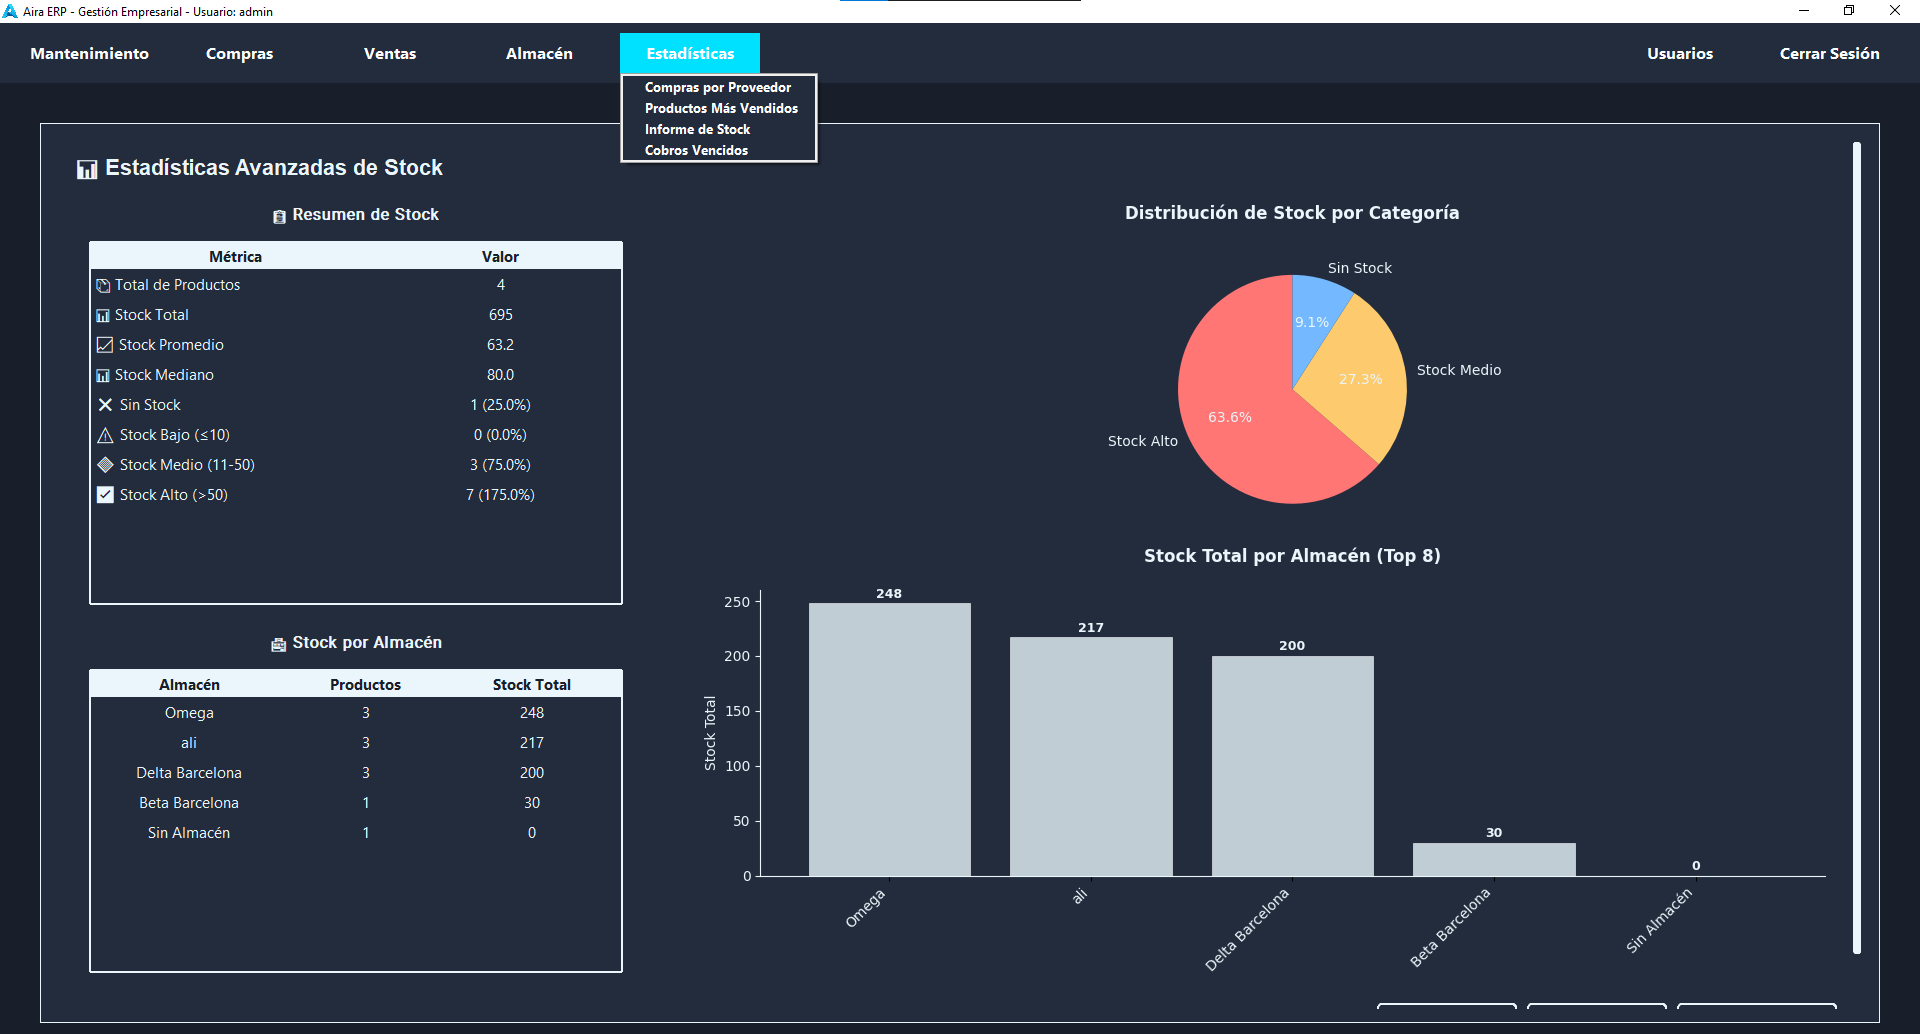 Aira ERP - Gestión Empresarial - Usuario: admin
Mantenimiento Compras Ventas Almacén Estadísticas Usuarios Cerrar Sesión
Compras por Proveedor
Productos Más Vendidos
Informe de Stock
Cobros Vencidos
Estadísticas Avanzadas de Stock
Resumen de Stock
Métrica Valor
Total de Productos 4
Stock Total 695
Stock Promedio 63.2
Stock Mediano 80.0
Sin Stock 1 (25.0%)
Stock Bajo (≤10) 0 (0.0%)
Stock Medio (11-50) 3 (75.0%)
Stock Alto (>50) 7 (175.0%)
Stock por Almacén
Almacén Productos Stock Total
Omega 3 248
ali 3 217
Delta Barcelona 3 200
Beta Barcelona 1 30
Sin Almacén 1 0
Distribución de Stock por Categoría
Sin Stock
9.1%
Stock Medio
27.3%
63.6%
Stock Alto
Stock Total por Almacén (Top 8)
Stock Total
250
200
150
100
50
0
248
217
200
30
0
Omega
ali
Delta Barcelona
Beta Barcelona
Sin Almacén